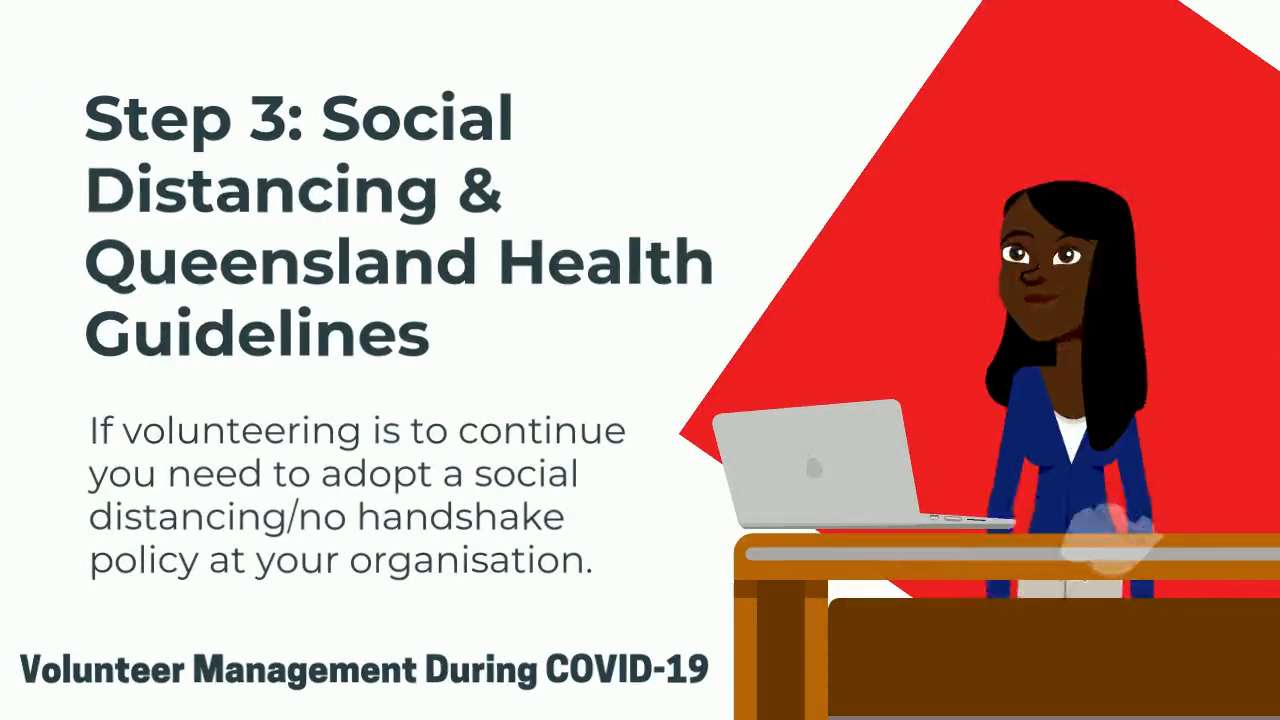 Step 3: Social
Distancing &
Queensland Health
Guidelines
If volunteering is to continue
you need to adopt a social
distancing/no handshake
policy at your organisation.
Volunteer Management During COVID-19